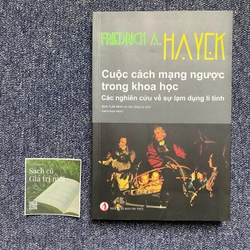 FRIEDRICH A.
HAYEK
Cuộc cách mạng ngược
trong khoa học
Các nghiên cứu về sự lạm dụng lí tính
Sách cũ
Giá trị mới